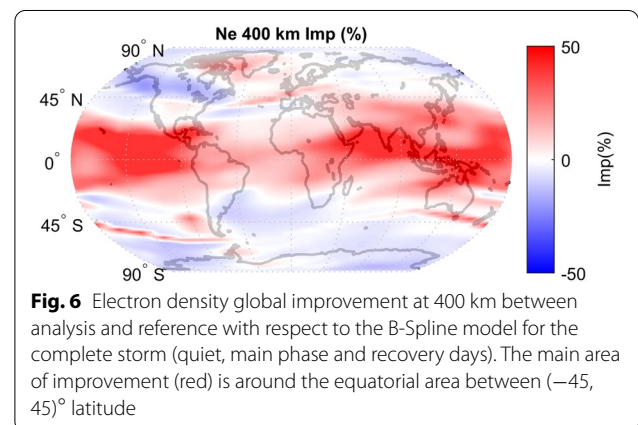 Ne 400 km Imp (%)
90° N
45° N
0°
45° S
90° S
50
0
-50
Imp(%)
Fig. 6 Electron density global improvement at 400 km between
analysis and reference with respect to the B-Spline model for the
complete storm (quiet, main phase and recovery days). The main area
of improvement (red) is around the equatorial area between (−45,
45)° latitude